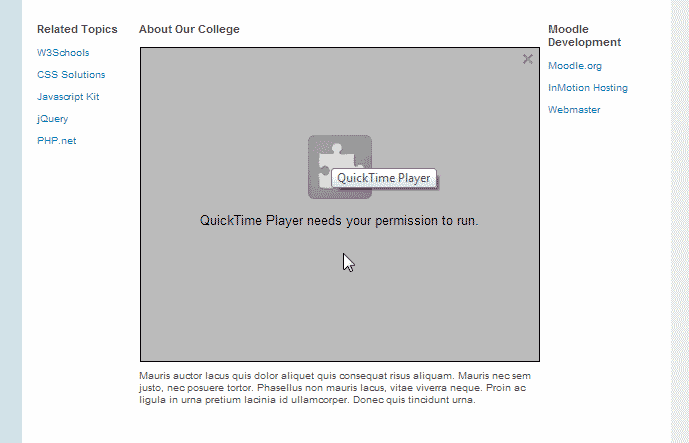 Related Topics
W3Schools
CSS Solutions
Javascript Kit
jQuery
PHP.net
About Our College
QuickTime Player
QuickTime Player needs your permission to run.
Mauris auctor lacus quis dolor aliquet quis consequat risus aliquam. Mauris nec sem
justo, nec posuere tortor. Phasellus non mauris lacus, vitae viverra neque. Proin ac
ligula in urna pretium lacinia id ullamcorper. Donec quis tincidunt urna.
Moodle
Development
Moodle.org
InMotion Hosting
Webmaster